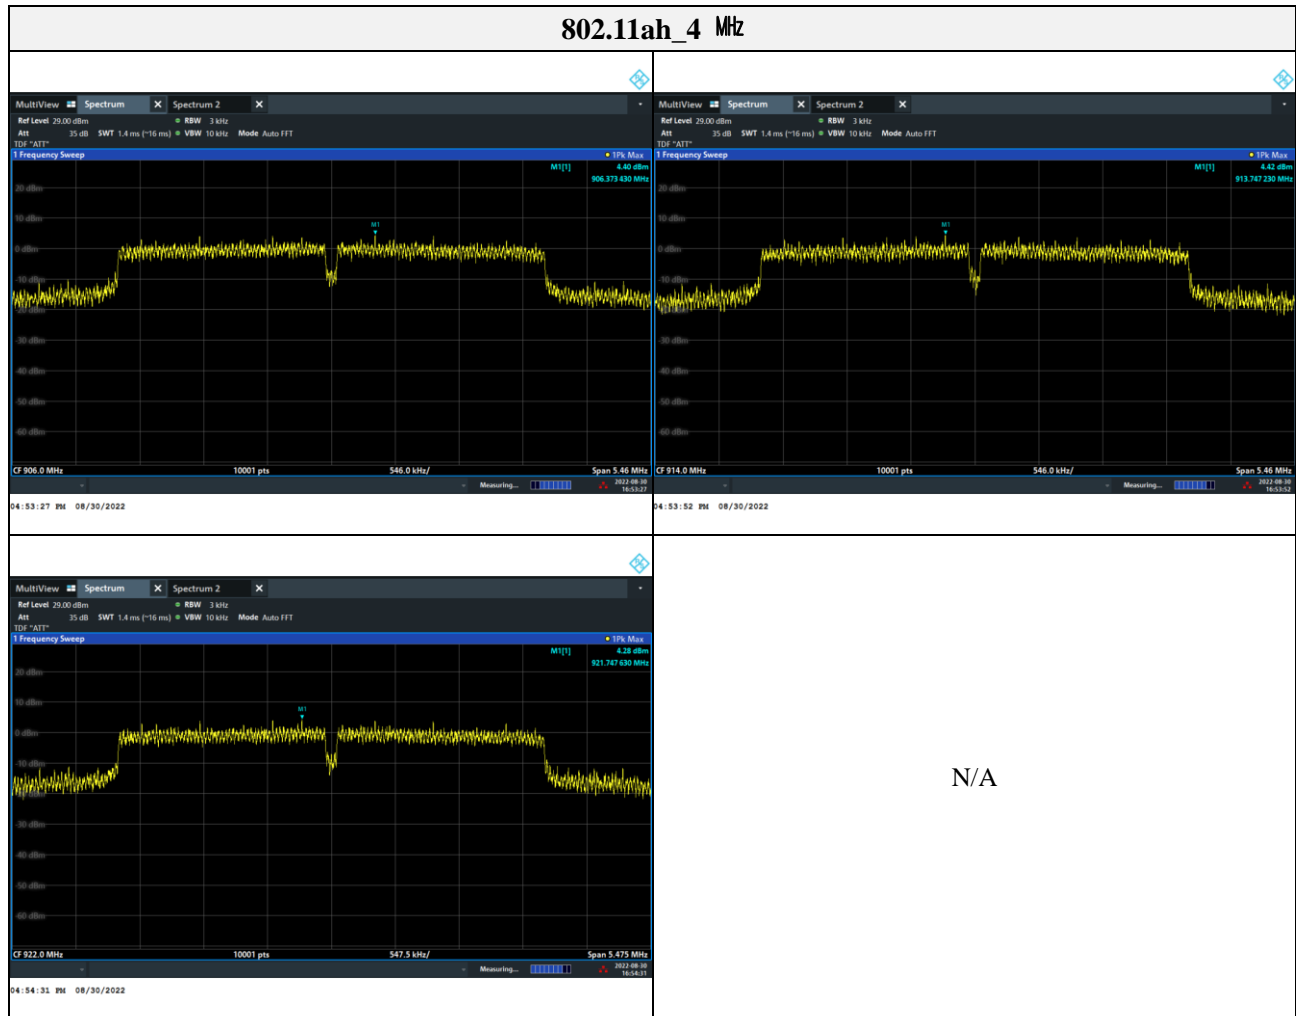 802.11ah_4 MHz
MultiView Spectrum X Spectrum 2 X
Ref Level 29.00 dBm RBW 3 kHz
Att 35 dB SWT 1.4 ms (~16 ms) VBW 10 kHz Mode Auto FFT
TDF "ATT"
1 Frequency Sweep 1Pk Max
M1[1] 4.40 dBm
906.373 430 MHz
20 dBm
10 dBm
M1
0 dBm
-10 dBm
-20 dBm
-30 dBm
-40 dBm
-50 dBm
-60 dBm
CF 906.0 MHz 10001 pts 546.0 kHz/ Span 5.46 MHz
Measuring... 2022-08-30
16:53:27
04:53:27 PM 08/30/2022
MultiView Spectrum X Spectrum 2 X
Ref Level 29.00 dBm RBW 3 kHz
Att 35 dB SWT 1.4 ms (~16 ms) VBW 10 kHz Mode Auto FFT
TDF "ATT"
1 Frequency Sweep 1Pk Max
M1[1] 4.42 dBm
913.747 230 MHz
20 dBm
10 dBm
M1
0 dBm
-10 dBm
-20 dBm
-30 dBm
-40 dBm
-50 dBm
-60 dBm
CF 914.0 MHz 10001 pts 546.0 kHz/ Span 5.46 MHz
Measuring... 2022-08-30
16:53:52
04:53:52 PM 08/30/2022
MultiView Spectrum X Spectrum 2 X
Ref Level 29.00 dBm RBW 3 kHz
Att 35 dB SWT 1.4 ms (~16 ms) VBW 10 kHz Mode Auto FFT
TDF "ATT"
1 Frequency Sweep 1Pk Max
M1[1] 4.28 dBm
921.747 630 MHz
20 dBm
10 dBm
M1
0 dBm
-10 dBm
-20 dBm
-30 dBm
-40 dBm
-50 dBm
-60 dBm
CF 922.0 MHz 10001 pts 547.5 kHz/ Span 5.475 MHz
Measuring... 2022-08-30
16:54:31
04:54:31 PM 08/30/2022
N/A